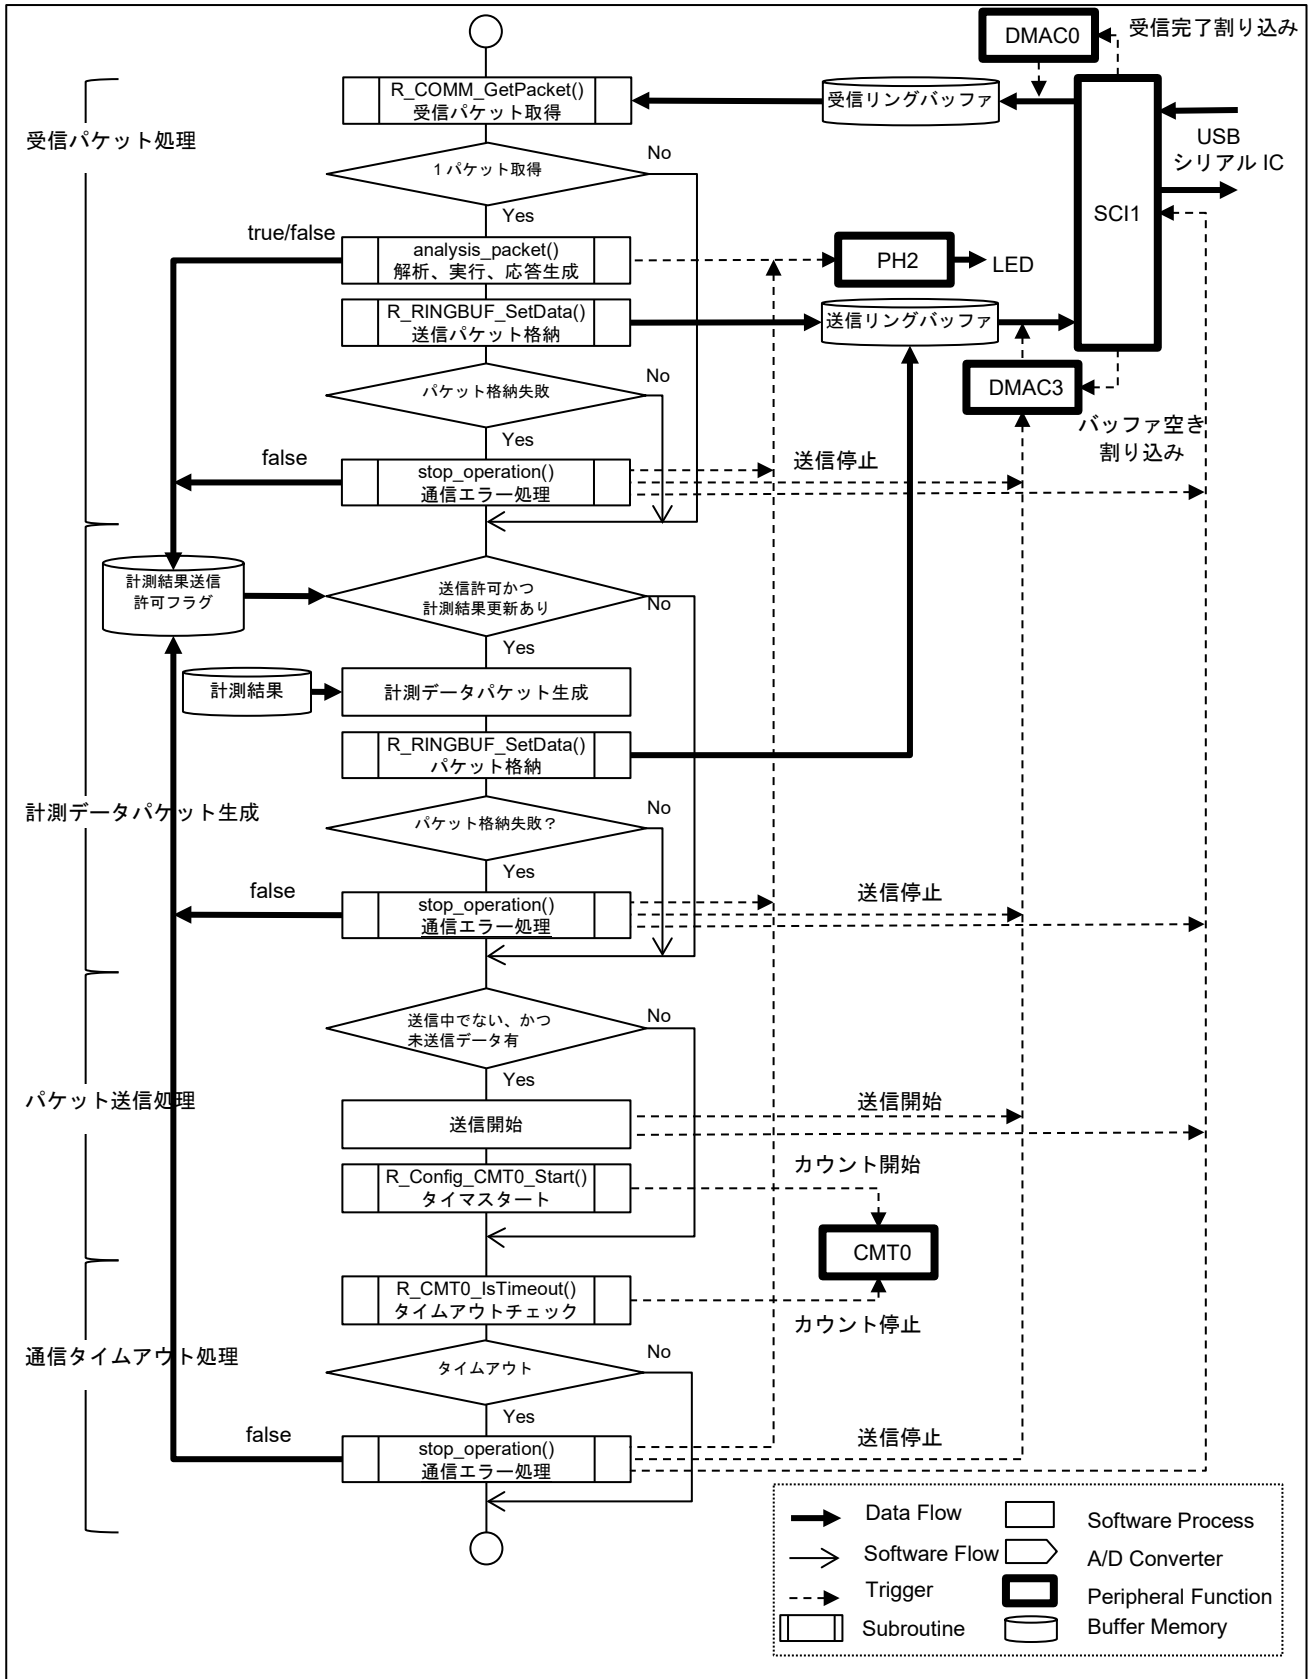 DMAC0
受信完了割り込み
R_COMM_GetPacket()
受信パケット取得
受信リングバッファ
USB
シリアル IC
受信パケット処理
1 パケット取得
No
Yes
SCI1
true/false
analysis_packet()
解析、実行、応答生成
PH2
LED
R_RINGBUF_SetData()
送信パケット格納
送信リングバッファ
パケット格納失敗
No
DMAC3
バッファ空き
割り込み
Yes
false
stop_operation()
通信エラー処理
送信停止
計測結果送信
許可フラグ
送信許可かつ
計測結果更新あり
No
Yes
計測結果
計測データパケット生成
R_RINGBUF_SetData()
パケット格納
計測データパケット生成
パケット格納失敗？
No
Yes
false
stop_operation()
通信エラー処理
送信停止
送信中でない、かつ
未送信データ有
No
Yes
パケット送信処理
送信開始
送信開始
R_Config_CMT0_Start()
タイマスタート
カウント開始
CMT0
R_CMT0_IsTimeout()
タイムアウトチェック
カウント停止
通信タイムアウト処理
タイムアウト
No
Yes
false
stop_operation()
通信エラー処理
送信停止
Data Flow
Software Process
Software Flow
A/D Converter
Trigger
Peripheral Function
Subroutine
Buffer Memory